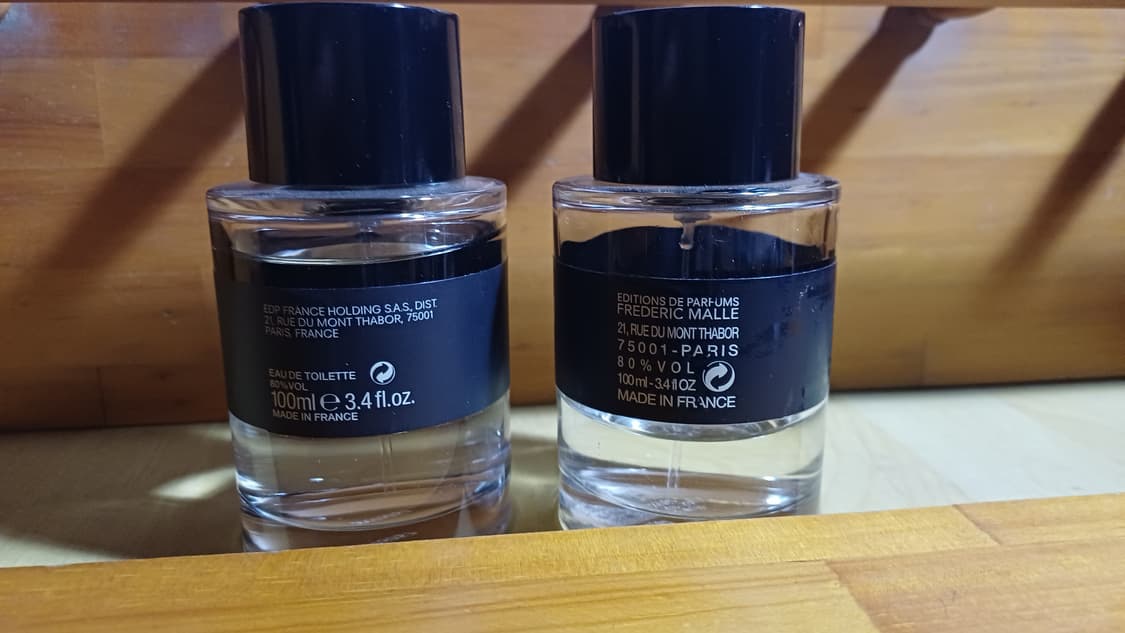 EDP FRANCE HOLDING S.A.S, DIST.
21, RUE DU MONT THABOR, 75001
PARIS, FRANCE
EAU DE TOILETTE
80%VOL
100ml e 3.4 fl.oz.
MADE IN FRANCE
EDITIONS DE PARFUMS
FREDERIC MALLE
21, RUE DU MONT THABOR
75001-PARIS
80%VOL
100 ml - 3.4 fl OZ
MADE IN FRANCE